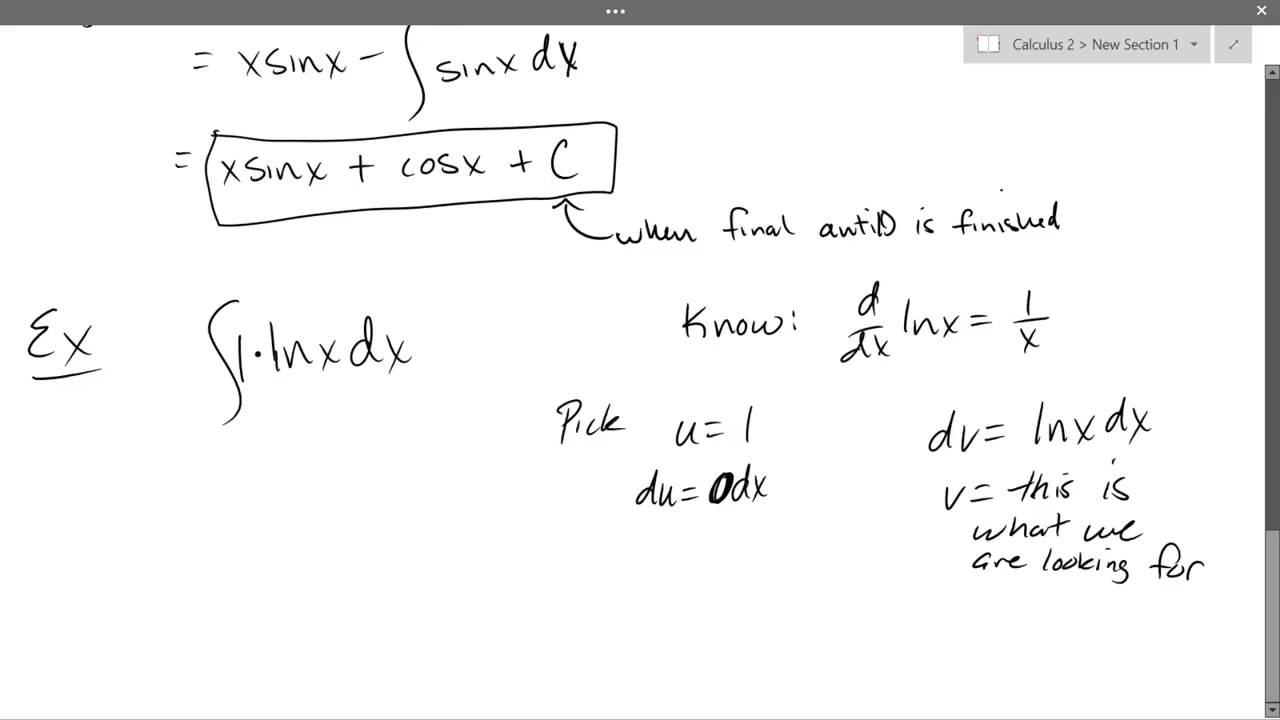 Calculus 2 > New Section 1
= xsinx - ∫ sinx dx
= xsinx + cosx + C
when final antiD is finished
Ex ∫1·lnx dx
Know: d/dx lnx = 1/x
Pick u = 1
du = 0dx
dv = lnx dx
v = this is
what we
are looking for